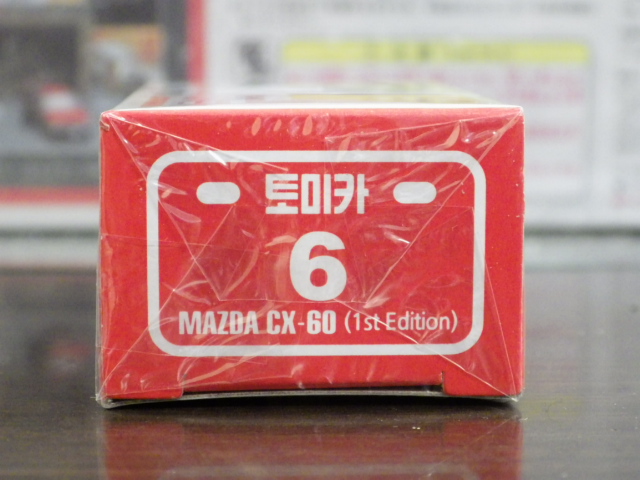 토미카
6
MAZDA CX-60 (1st Edition)